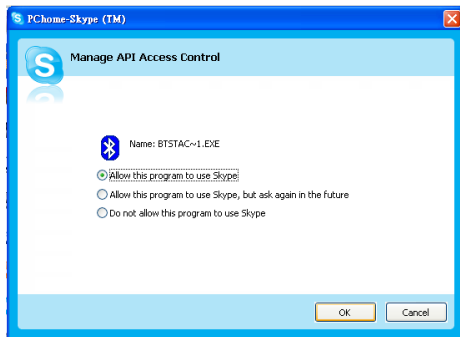 PChome-Skype (TM)
Manage API Access Control
Name: BTSTAC~1.EXE
Allow this program to use Skype
Allow this program to use Skype, but ask again in the future
Do not allow this program to use Skype
OK
Cancel